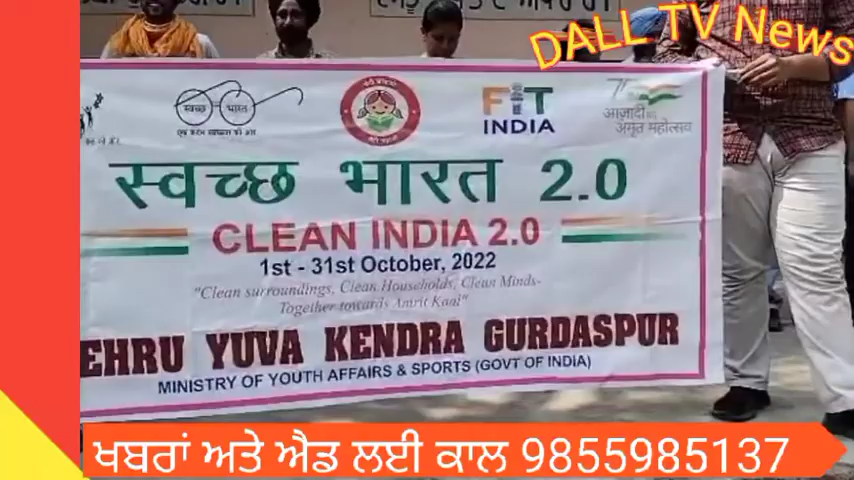 DALL TV News
स्वच्छ भारत
एक कदम स्वच्छता की ओर
FIT
INDIA
आज़ादी का
अमृत महोत्सव
स्वच्छ भारत 2.0
CLEAN INDIA 2.0
1st - 31st October, 2022
"Clean surroundings, Clean Households, Clean Minds-
Together towards Amrit Kaal"
EHRU YUVA KENDRA GURDASPUR
MINISTRY OF YOUTH AFFAIRS & SPORTS (GOVT OF INDIA)
ਖਬਰਾਂ ਅਤੇ ਐਡ ਲਈ ਕਾਲ 9855985137